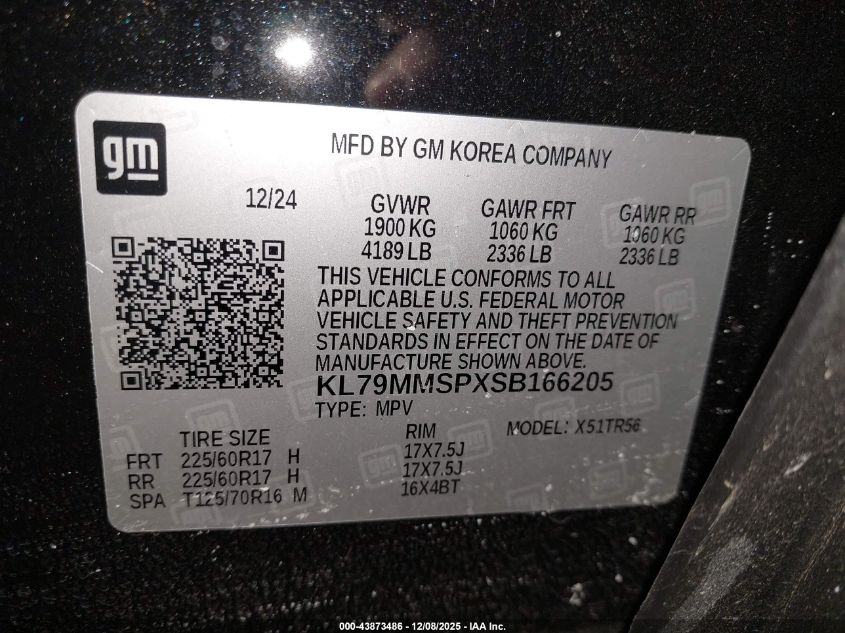 gm
MFD BY GM KOREA COMPANY
12/24
GVWR
1900 KG
4189 LB
GAWR FRT
1060 KG
2336 LB
GAWR RR
1060 KG
2336 LB
THIS VEHICLE CONFORMS TO ALL
APPLICABLE U.S. FEDERAL MOTOR
VEHICLE SAFETY AND THEFT PREVENTION
STANDARDS IN EFFECT ON THE DATE OF
MANUFACTURE SHOWN ABOVE.
KL79MMSPXSB166205
TYPE: MPV
MODEL: X51TR56
TIRE SIZE RIM
FRT 225/60R17 H 17X7.5J
RR 225/60R17 H 17X7.5J
SPA T125/70R16 M 16X4BT
000-43873486 - 12/08/2025 - IAA Inc.